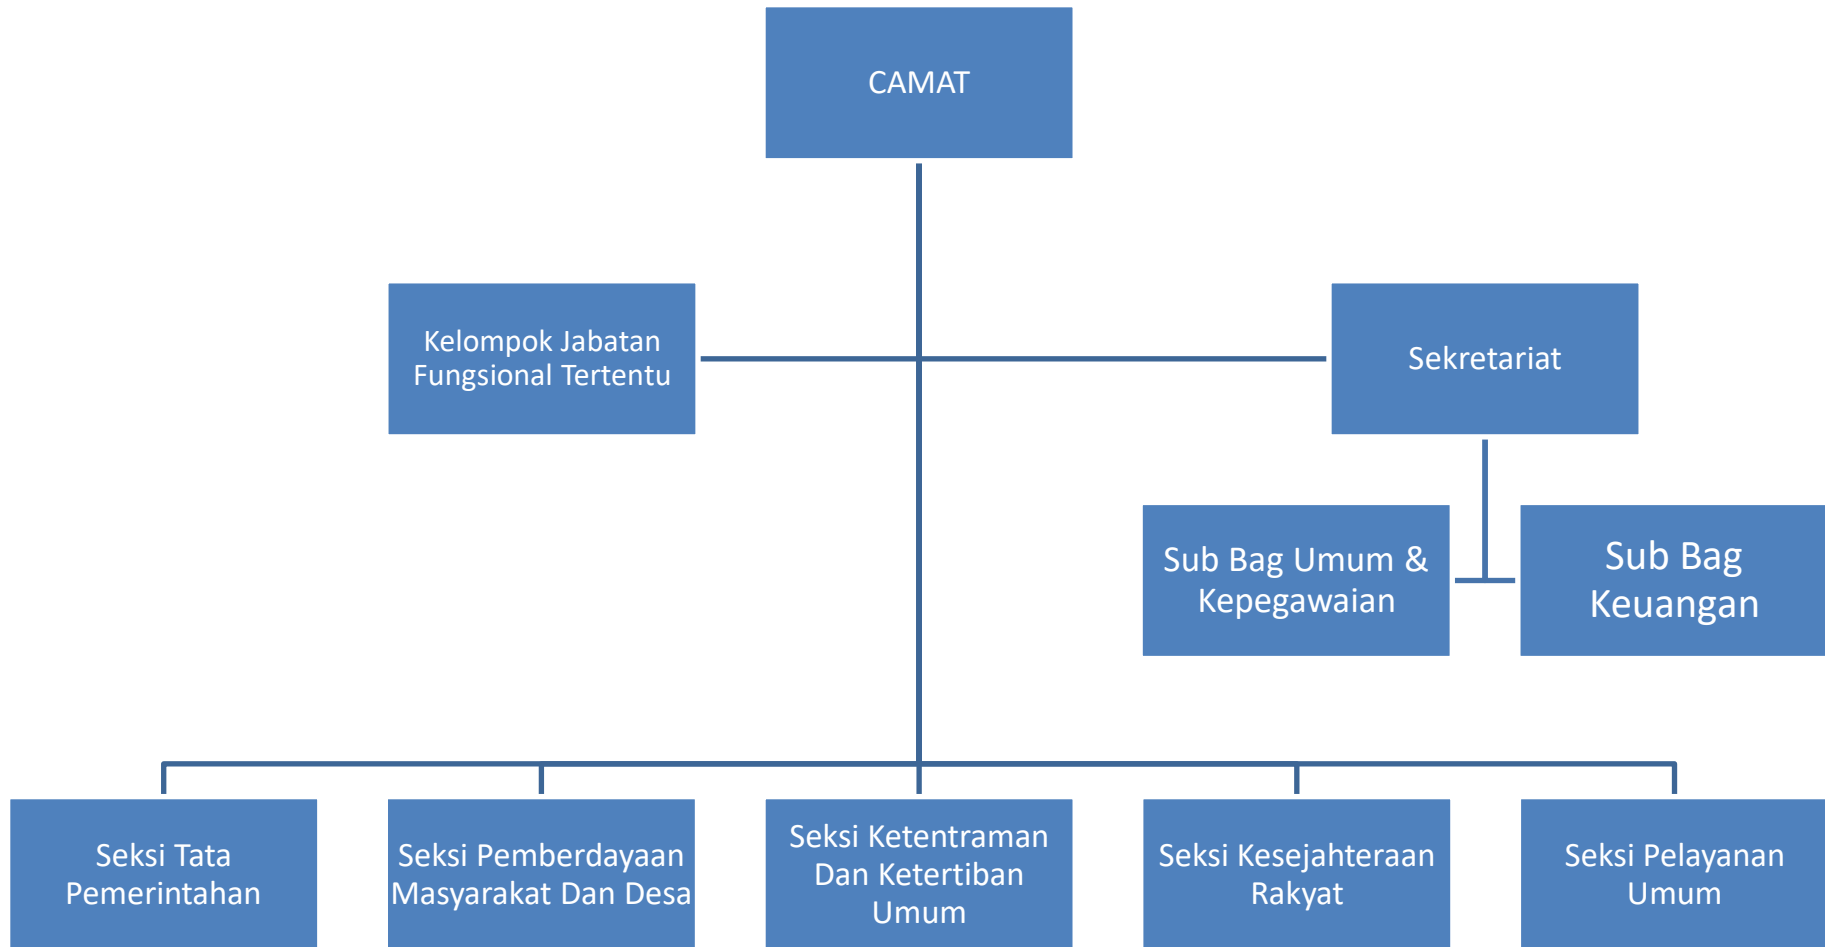 CAMAT
Kelompok Jabatan
Fungsional Tertentu
Sekretariat
Sub Bag Umum &
Kepegawaian
Sub Bag
Keuangan
Seksi Tata
Pemerintahan
Seksi Pemberdayaan
Masyarakat Dan Desa
Seksi Ketentraman
Dan Ketertiban
Umum
Seksi Kesejahteraan
Rakyat
Seksi Pelayanan
Umum